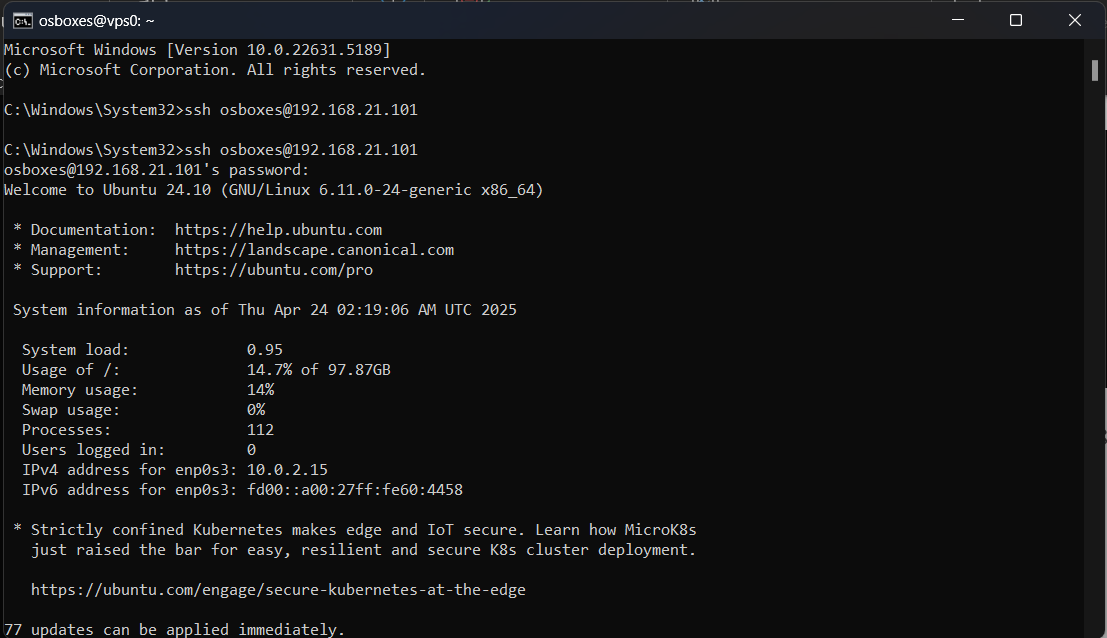 osboxes@vps0: ~
Microsoft Windows [Version 10.0.22631.5189]
(c) Microsoft Corporation. All rights reserved.
C:\Windows\System32>ssh osboxes@192.168.21.101
C:\Windows\System32>ssh osboxes@192.168.21.101
osboxes@192.168.21.101's password:
Welcome to Ubuntu 24.10 (GNU/Linux 6.11.0-24-generic x86_64)
* Documentation:  https://help.ubuntu.com
* Management:     https://landscape.canonical.com
* Support:        https://ubuntu.com/pro
System information as of Thu Apr 24 02:19:06 AM UTC 2025
System load:             0.95
Usage of /:              14.7% of 97.87GB
Memory usage:            14%
Swap usage:              0%
Processes:               112
Users logged in:         0
IPv4 address for enp0s3: 10.0.2.15
IPv6 address for enp0s3: fd00::a00:27ff:fe60:4458
* Strictly confined Kubernetes makes edge and IoT secure. Learn how MicroK8s
just raised the bar for easy, resilient and secure K8s cluster deployment.
https://ubuntu.com/engage/secure-kubernetes-at-the-edge
77 updates can be applied immediately.